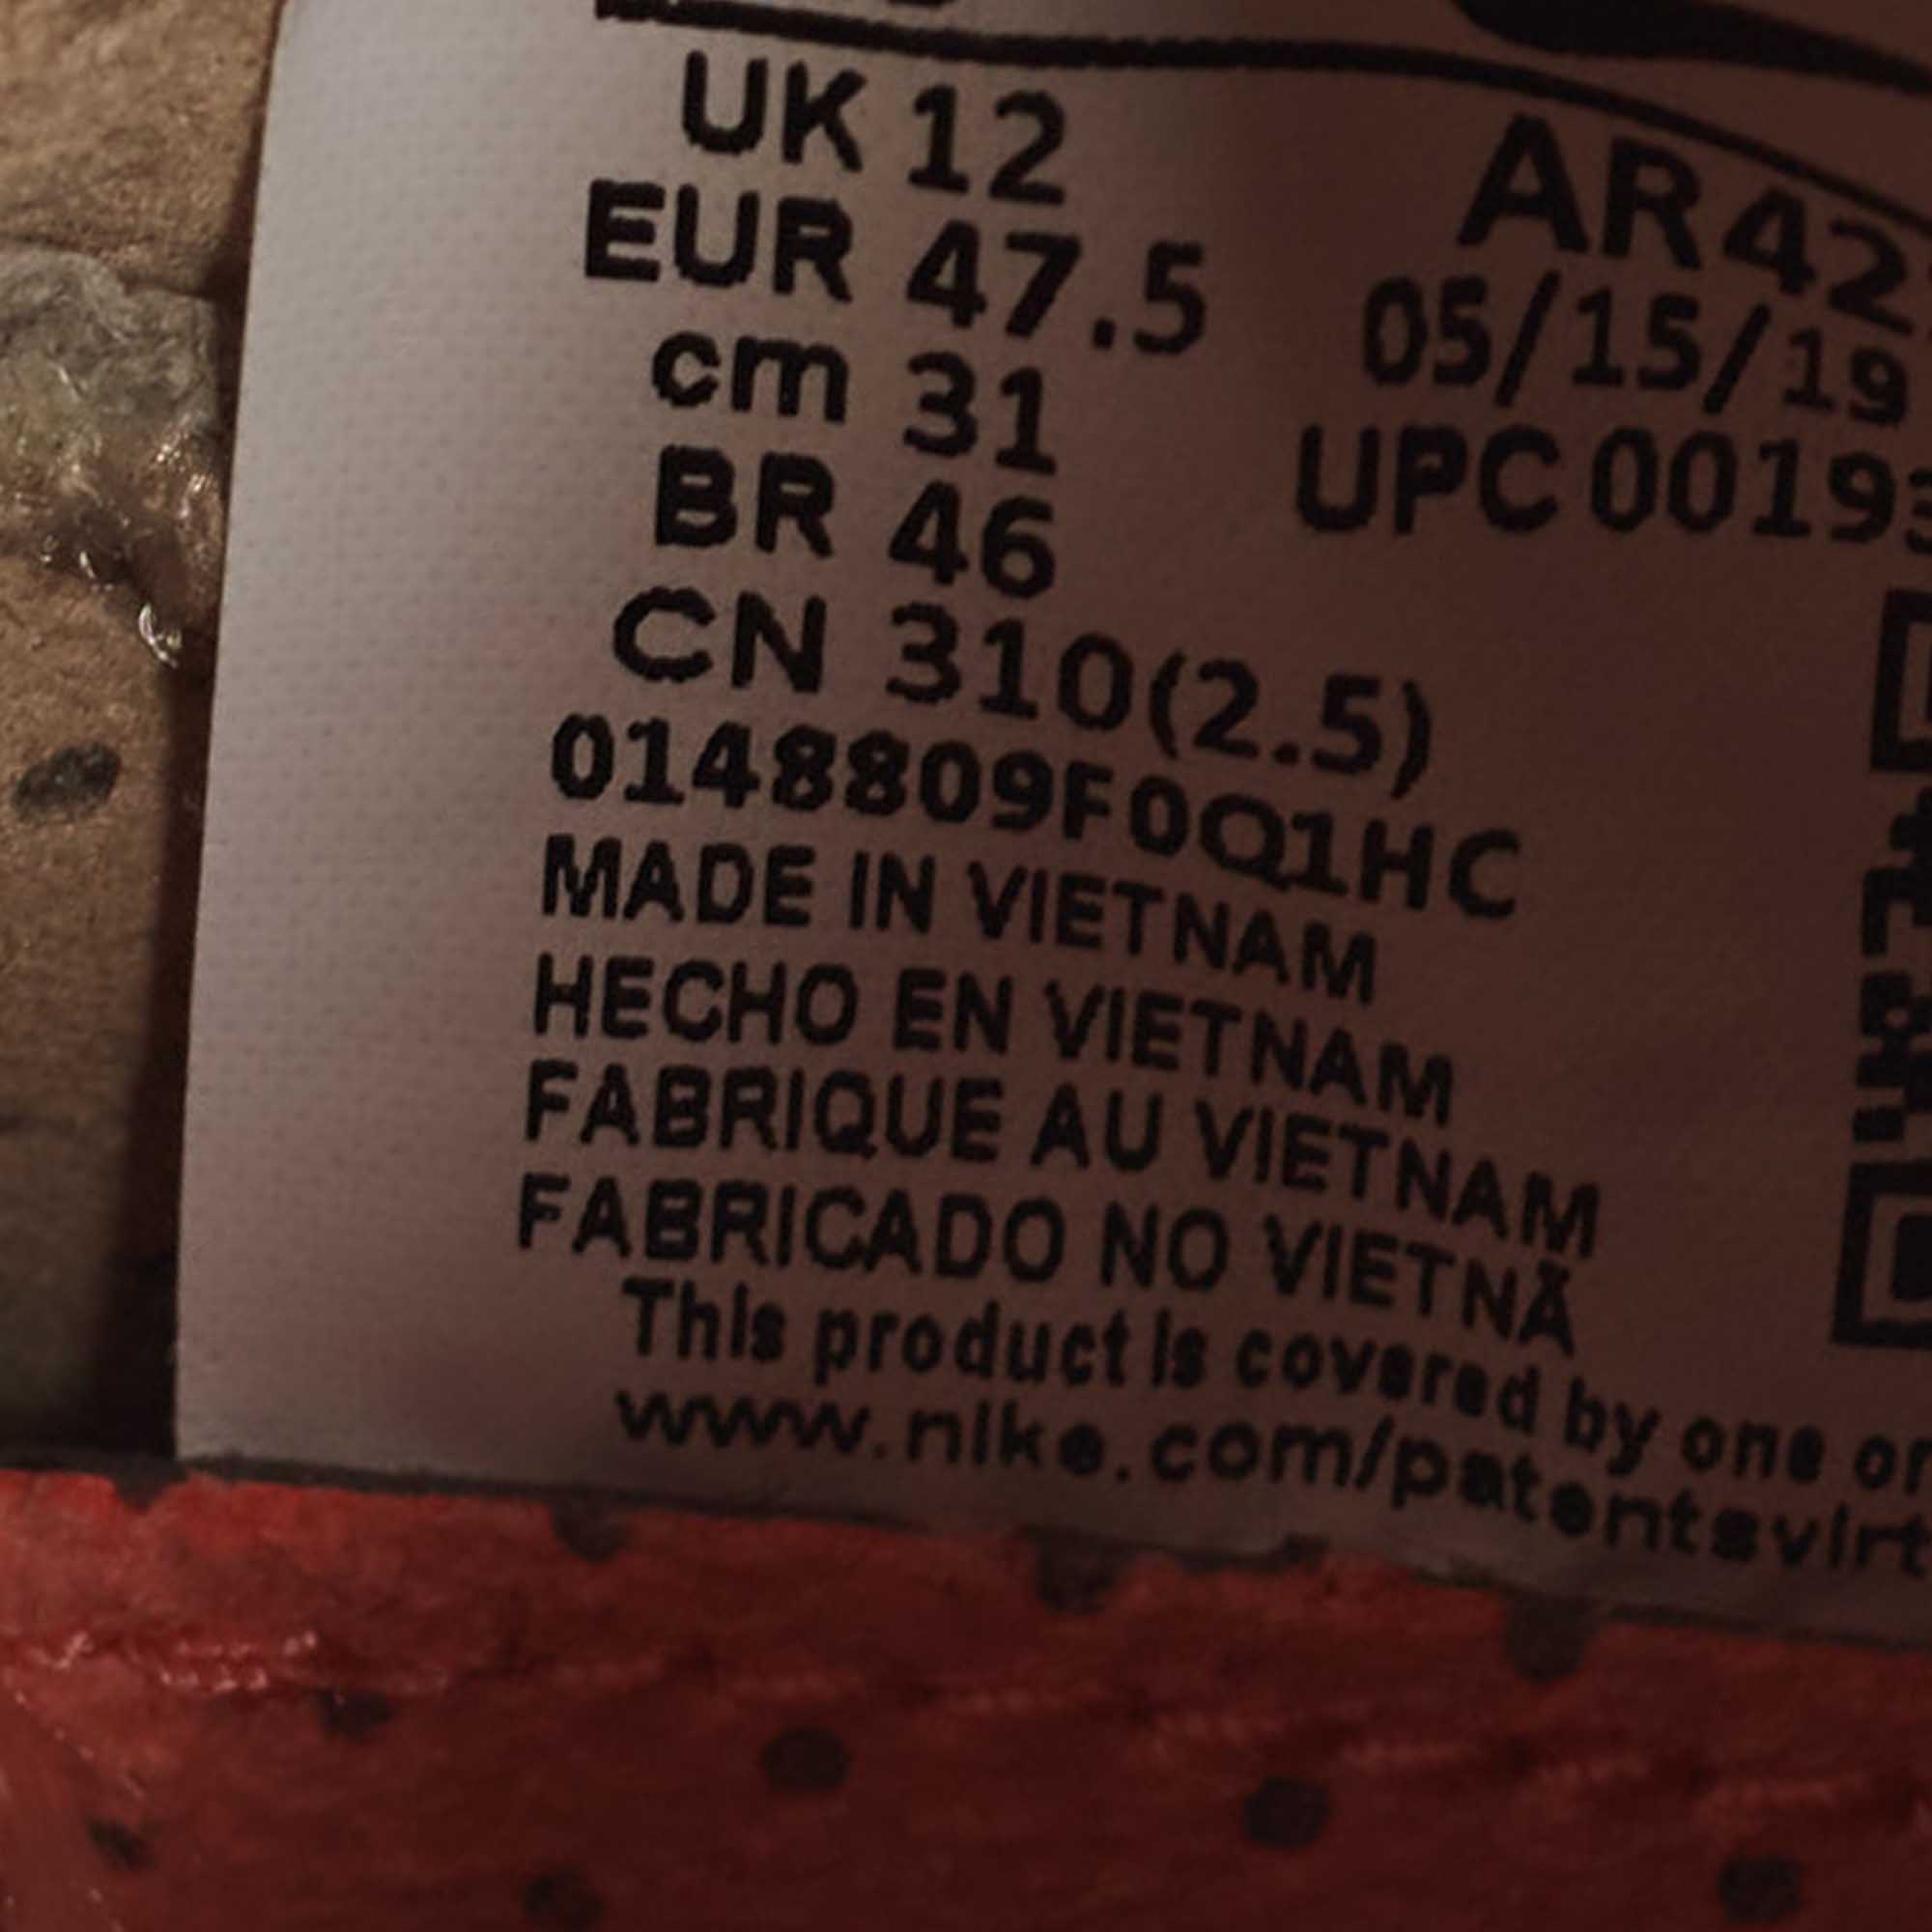 UK 12
EUR 47.5
cm 31
BR 46
CN 310(2.5)
0148809F0Q1HC
MADE IN VIETNAM
HECHO EN VIETNAM
FABRIQUE AU VIETNAM
FABRICADO NO VIETNÃ
This product is covered by one or
www.nike.com/patentsvirt
AR42
05/15/19
UPC 00193